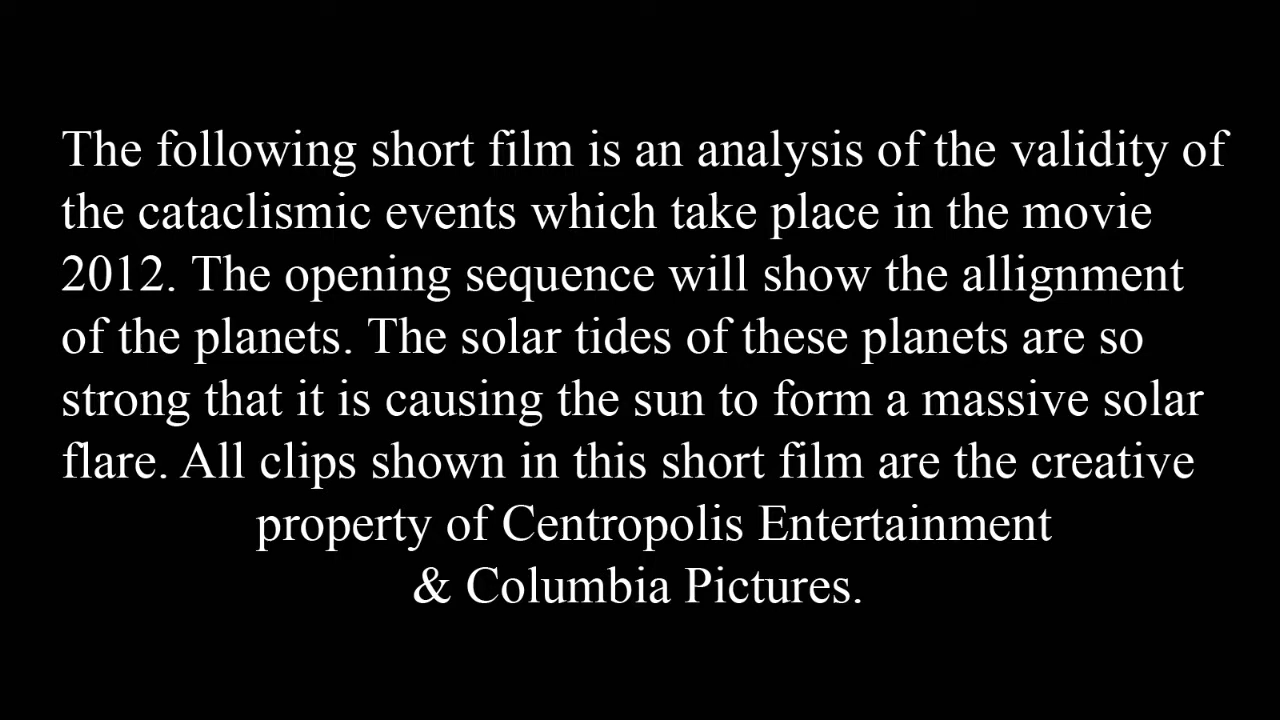 The following short film is an analysis of the validity of
the cataclismic events which take place in the movie
2012. The opening sequence will show the allignment
of the planets. The solar tides of these planets are so
strong that it is causing the sun to form a massive solar
flare. All clips shown in this short film are the creative
property of Centropolis Entertainment
& Columbia Pictures.